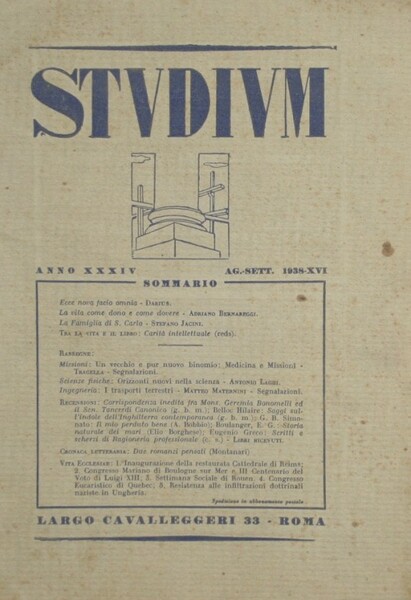 STVDIVM
ANNO XXXIV AG.-SETT. 1938-XVI
SOMMARIO
Ecce nova facio omnia - DARIUS.
La vita come dono e come dovere - ADRIANO BERNAREGGI.
La Famiglia di S. Carlo - STEFANO JACINI.
TRA LA VITA E IL LIBRO: Carità intellettuale (reds).
RASSEGNE:
Missioni: Un vecchio e pur nuovo binomio: Medicina e Missioni -
TRAGELLA - Segnalazioni.
Scienze fisiche: Orizzonti nuovi nella scienza - ANTONIO LABBI.
Ingegneria: I trasporti terrestri - MATTEO MATERNINI - Segnalazioni.
RECENSIONI: Corrispondenza inedita fra Mons. Geremia Bonomelli ed
il Sen. Tancredi Canonico (g. b. m.); Belloc Hilaire: Saggi sul-
l'Indole dell'Inghilterra contemporanea (g. b. m.); G. B. Simo-
nato: Il mio perduto bene (A. Bobbio); Boulanger, E. G.: Storia
naturale dei mari (Elio Borghese); Eugenio Greco: Scritti e
scherzi di Ragioneria professionale (c. s.) - LIBRI RICEVUTI.
CRONACA LETTERARIA: Due romanzi pensati (Montanari)
VITA ECCLESIAE: 1. L'Inaugurazione della restaurata Cattedrale di Reims;
2. Congresso Mariano di Boulogne sur Mer e III Centenario del
Voto di Luigi XIII; 3. Settimana Sociale di Rouen; 4. Congresso
Eucaristico di Quebec; 5. Resistenza alle infiltrazioni dottrinali
naziste in Ungheria.
Spedizione in abbonamento postale
LARGO CAVALLEGGERI 33 - ROMA